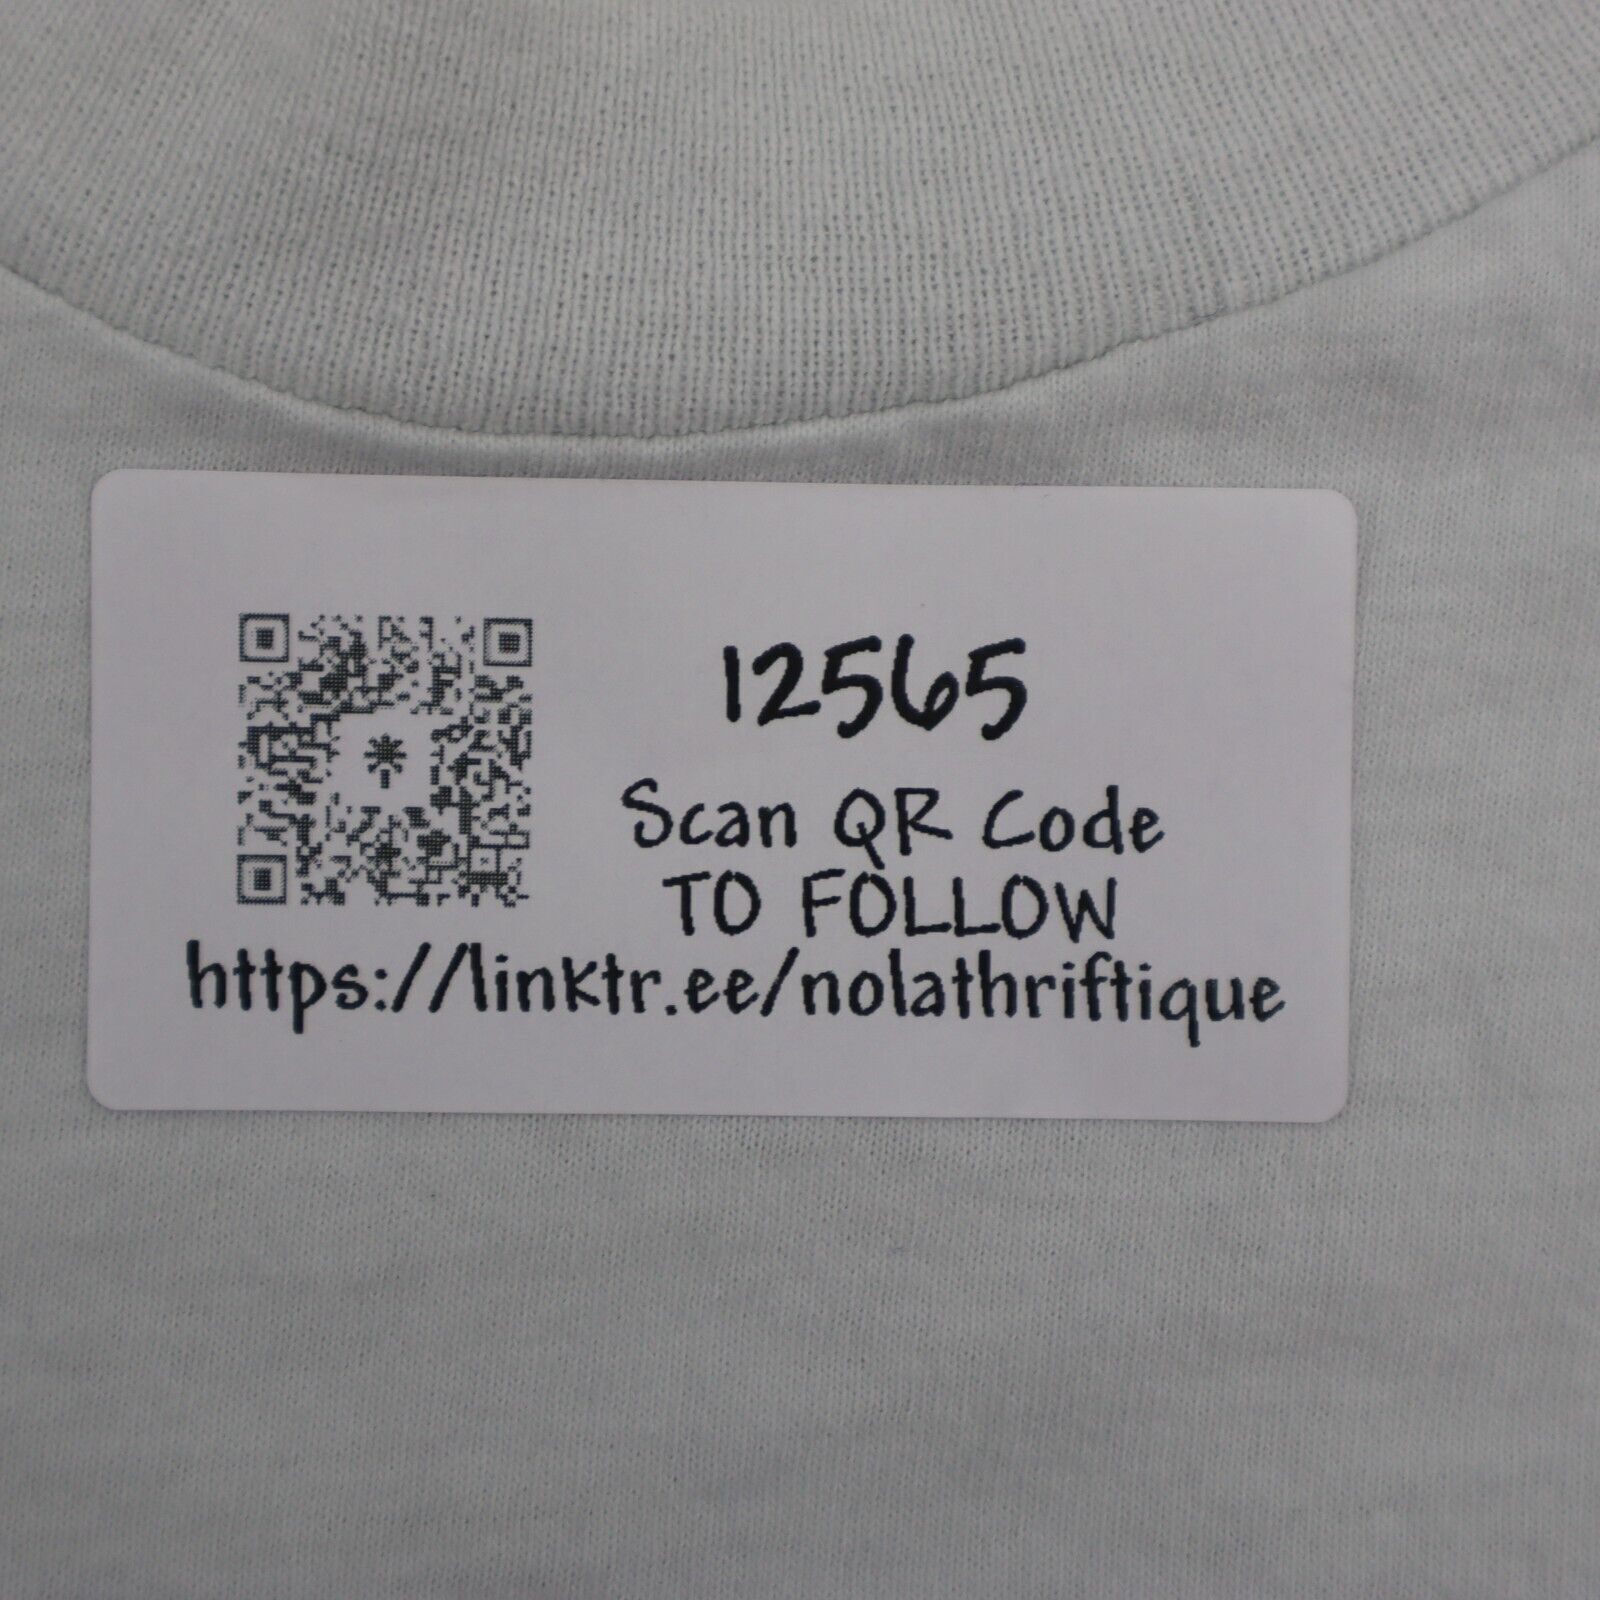 12565
Scan QR Code
TO FOLLOW
https://linktr.ee/nolathriftique